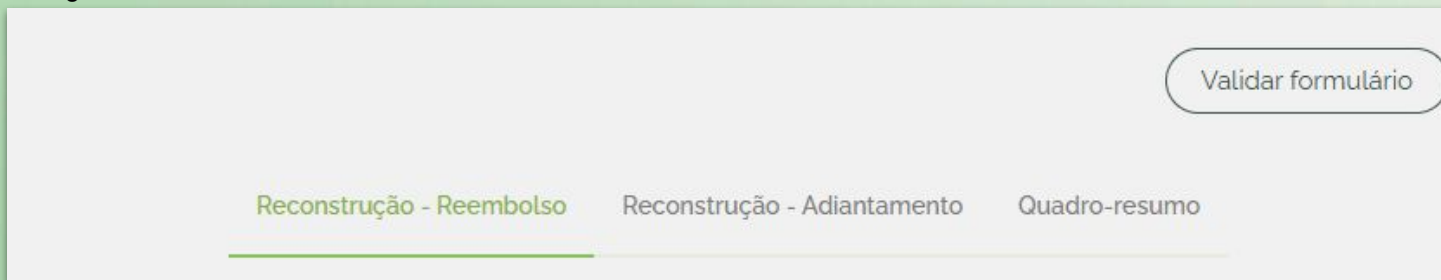 Validar formulário
Reconstrução - Reembolso Reconstrução - Adiantamento Quadro-resumo